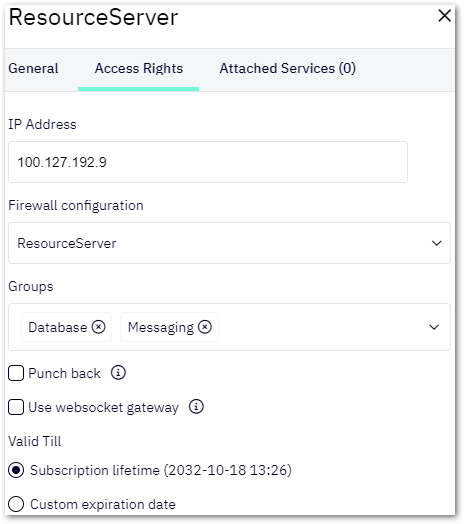 ResourceServer
General Access Rights Attached Services (0)
IP Address
100.127.192.9
Firewall configuration
ResourceServer
Groups
Database Messaging
Punch back
Use websocket gateway
Valid Till
Subscription lifetime (2032-10-18 13:26)
Custom expiration date